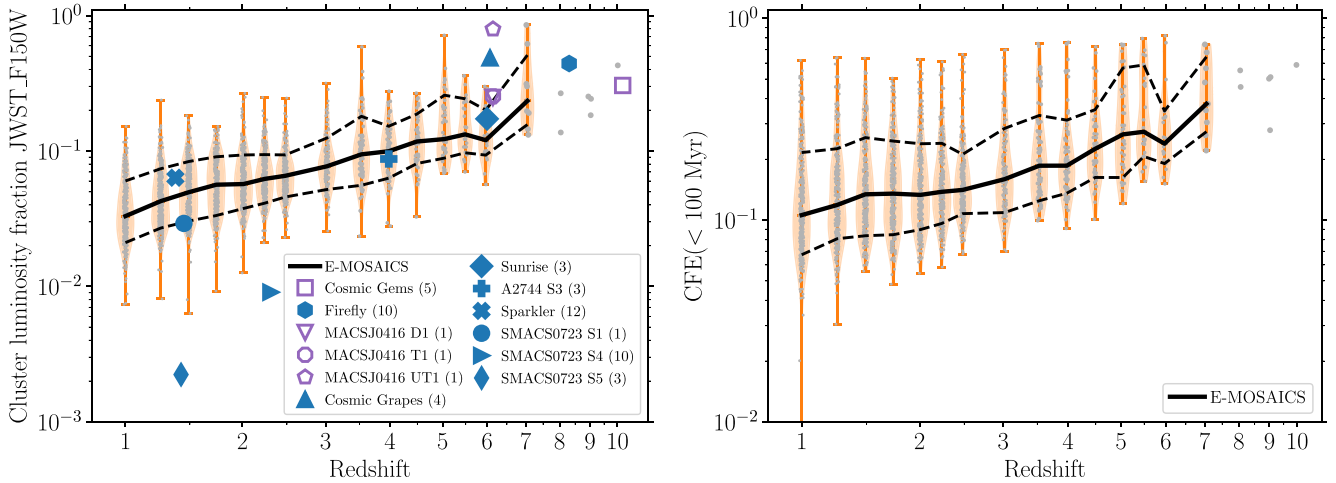 Cluster luminosity fraction JWST_F150W
10^0
10^-1
10^-2
10^-3
E-MOSAICS
Cosmic Gems (5)
Firefly (10)
MACSJ0416 D1 (1)
MACSJ0416 T1 (1)
MACSJ0416 UT1 (1)
Cosmic Grapes (4)
Sunrise (3)
A2744 S3 (3)
Sparkler (12)
SMACS0723 S1 (1)
SMACS0723 S4 (10)
SMACS0723 S5 (3)
1 2 3 4 5 6 7 8 9 10
Redshift
CFE(< 100 Myr)
10^0
10^-1
10^-2
E-MOSAICS
1 2 3 4 5 6 7 8 9 10
Redshift